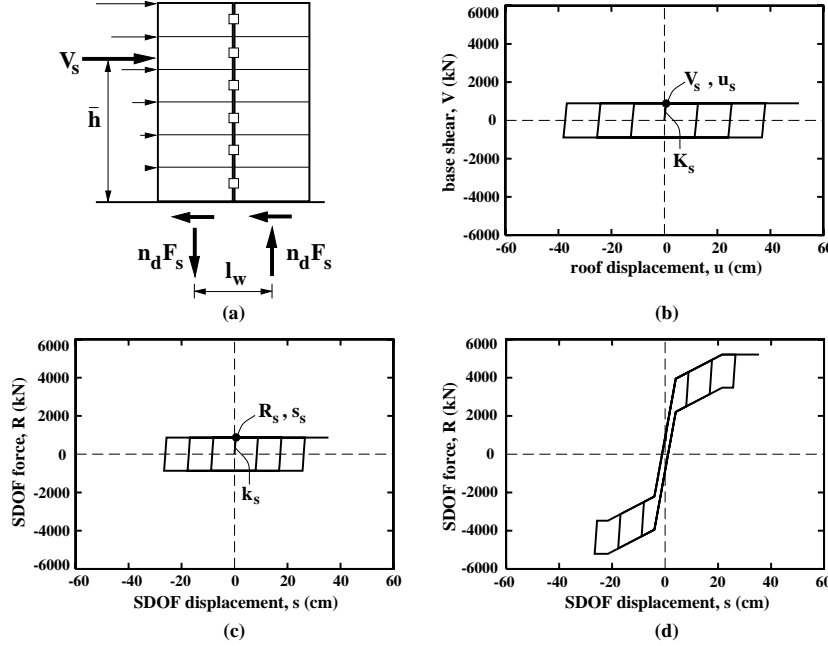 V_s
h̄
n_dF_s
n_dF_s
l_w
(a)
base shear, V (kN)
6000
4000
2000
0
-2000
-4000
-6000
V_s , u_s
K_s
-60 -40 -20 0 20 40 60
roof displacement, u (cm)
(b)
SDOF force, R (kN)
6000
4000
2000
0
-2000
-4000
-6000
R_s , s_s
k_s
-60 -40 -20 0 20 40 60
SDOF displacement, s (cm)
(c)
SDOF force, R (kN)
6000
4000
2000
0
-2000
-4000
-6000
-60 -40 -20 0 20 40 60
SDOF displacement, s (cm)
(d)